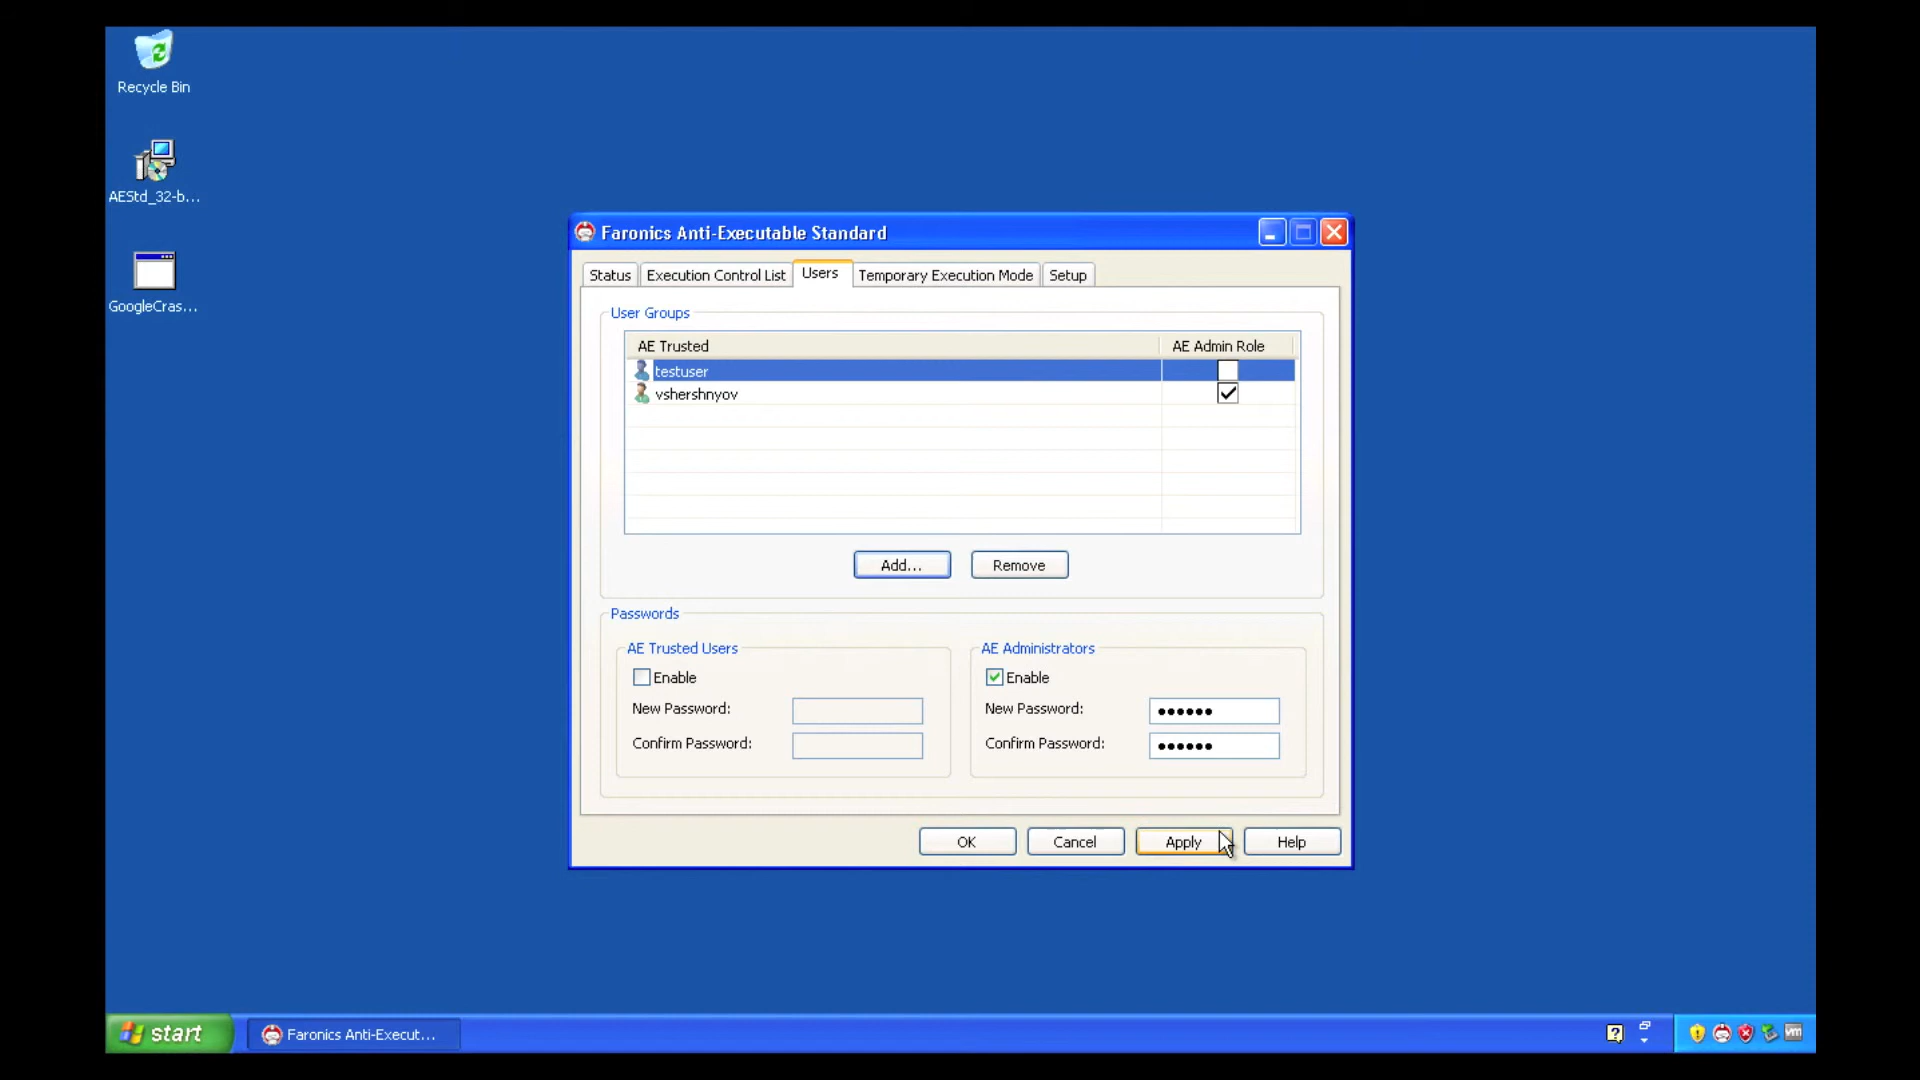 Recycle Bin
AEStd_32-b...
GoogleCras...
Faronics Anti-Executable Standard
Status Execution Control List Users Temporary Execution Mode Setup
User Groups
AE Trusted AE Admin Role
testuser
vshershnyov
Add... Remove
Passwords
AE Trusted Users AE Administrators
Enable Enable
New Password: New Password: ●●●●●●
Confirm Password: Confirm Password: ●●●●●●
OK Cancel Apply Help
start Faronics Anti-Execut... vm